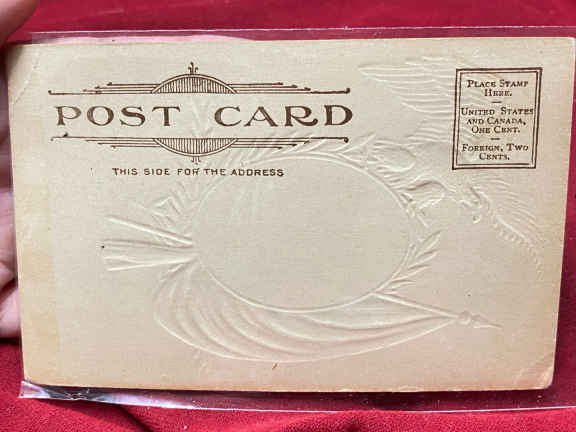 POST CARD
THIS SIDE FOR THE ADDRESS
PLACE STAMP
HERE.
UNITED STATES
AND CANADA,
ONE CENT.
FOREIGN, TWO
CENTS.